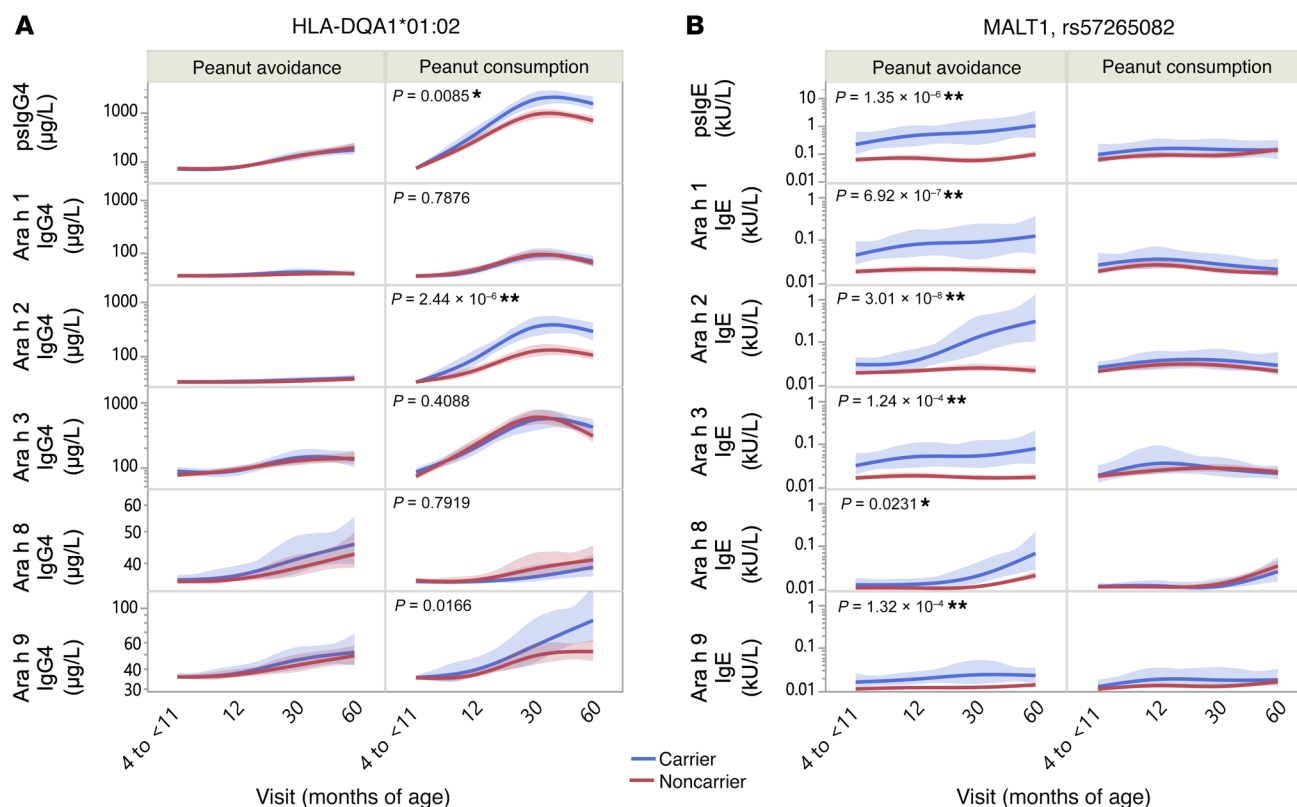 A
HLA-DQA1*01:02
Peanut avoidance
Peanut consumption
psIgG4
(µg/L)
1000
100
P = 0.0085 *
Ara h 1
IgG4
(µg/L)
1000
100
P = 0.7876
Ara h 2
IgG4
(µg/L)
1000
100
P = 2.44 × 10⁻⁶ **
Ara h 3
IgG4
(µg/L)
1000
100
P = 0.4088
Ara h 8
IgG4
(µg/L)
60
50
40
P = 0.7919
Ara h 9
IgG4
(µg/L)
100
60
40
30
P = 0.0166
4 to <11
12
30
60
4 to <11
12
30
60
Visit (months of age)
B
MALT1, rs57265082
Peanut avoidance
Peanut consumption
psIgE
(kU/L)
10
1
0.1
0.01
P = 1.35 × 10⁻⁶ **
Ara h 1
IgE
(kU/L)
1
0.1
0.01
P = 6.92 × 10⁻⁷ **
Ara h 2
IgE
(kU/L)
1
0.1
0.01
P = 3.01 × 10⁻⁸ **
Ara h 3
IgE
(kU/L)
1
0.1
0.01
P = 1.24 × 10⁻⁴ **
Ara h 8
IgE
(kU/L)
1
0.1
0.01
P = 0.0231 *
Ara h 9
IgE
(kU/L)
1
0.1
0.01
P = 1.32 × 10⁻⁴ **
4 to <11
12
30
60
4 to <11
12
30
60
Visit (months of age)
Carrier
Noncarrier